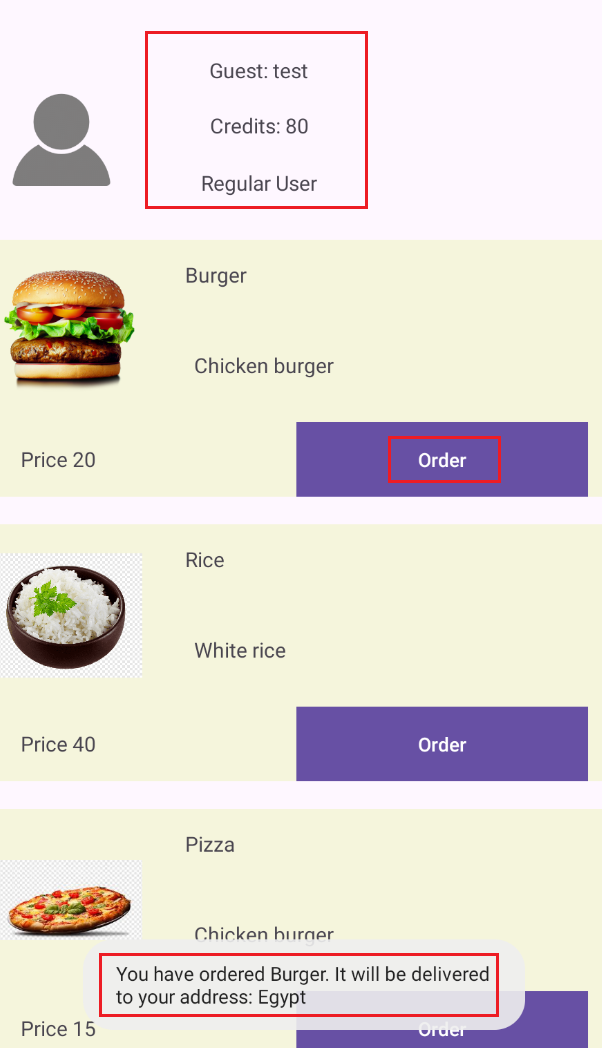 Guest: test
Credits: 80
Regular User
Burger
Chicken burger
Price 20
Order
Rice
White rice
Price 40
Order
Pizza
Chicken burger
You have ordered Burger. It will be delivered
to your address: Egypt
Price 15
Order